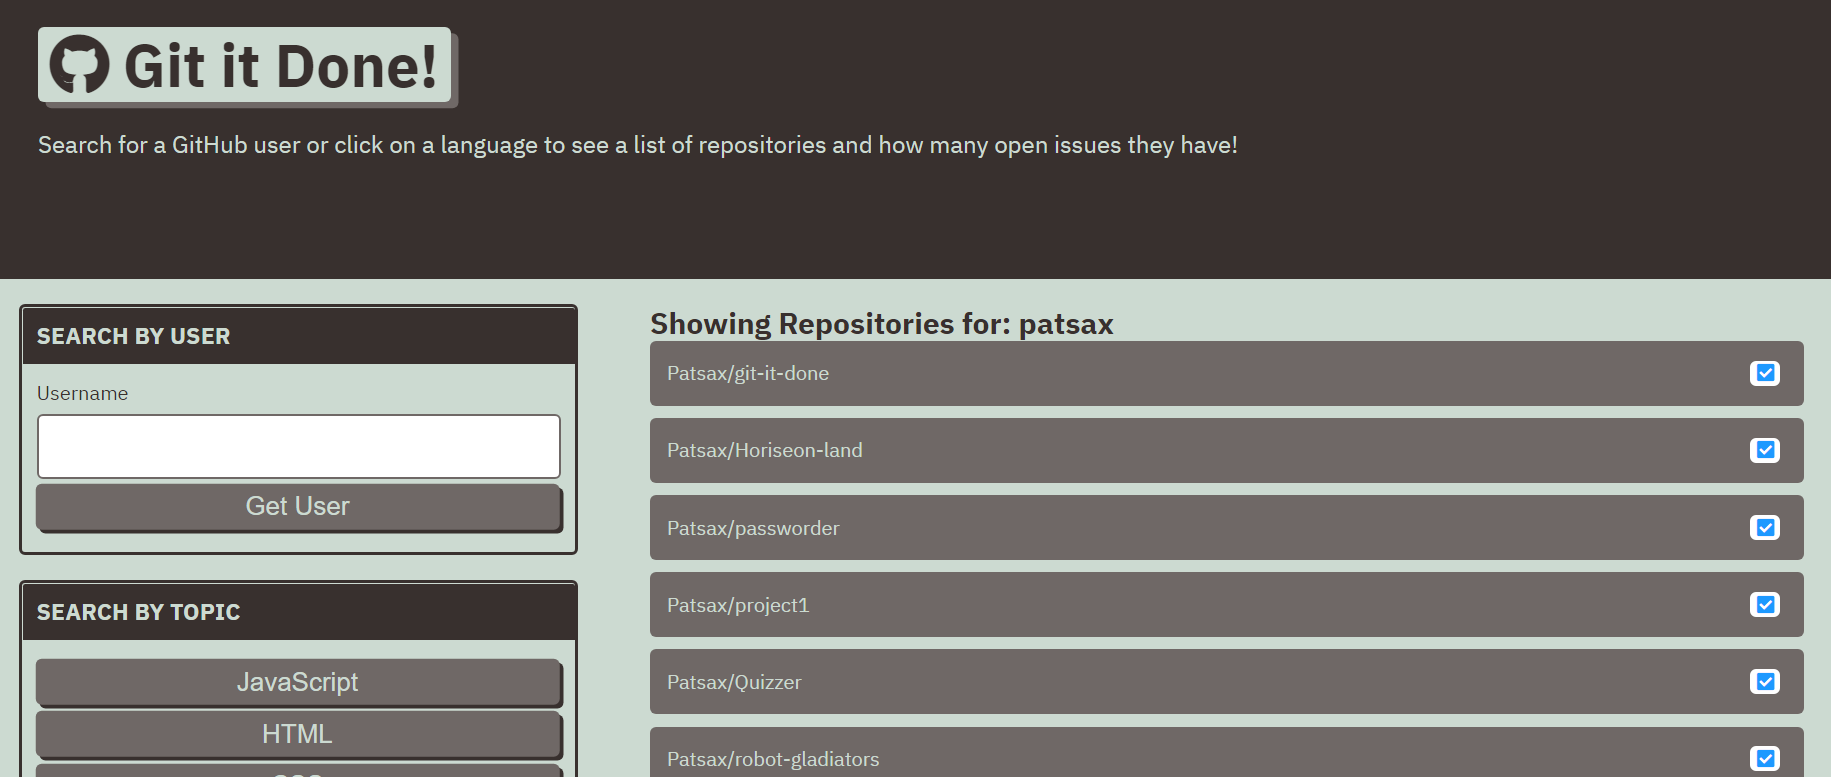 Git it Done!
Search for a GitHub user or click on a language to see a list of repositories and how many open issues they have!
SEARCH BY USER
Username
Get User
SEARCH BY TOPIC
JavaScript
HTML
Showing Repositories for: patsax
Patsax/git-it-done
Patsax/Horiseon-land
Patsax/passworder
Patsax/project1
Patsax/Quizzer
Patsax/robot-gladiators